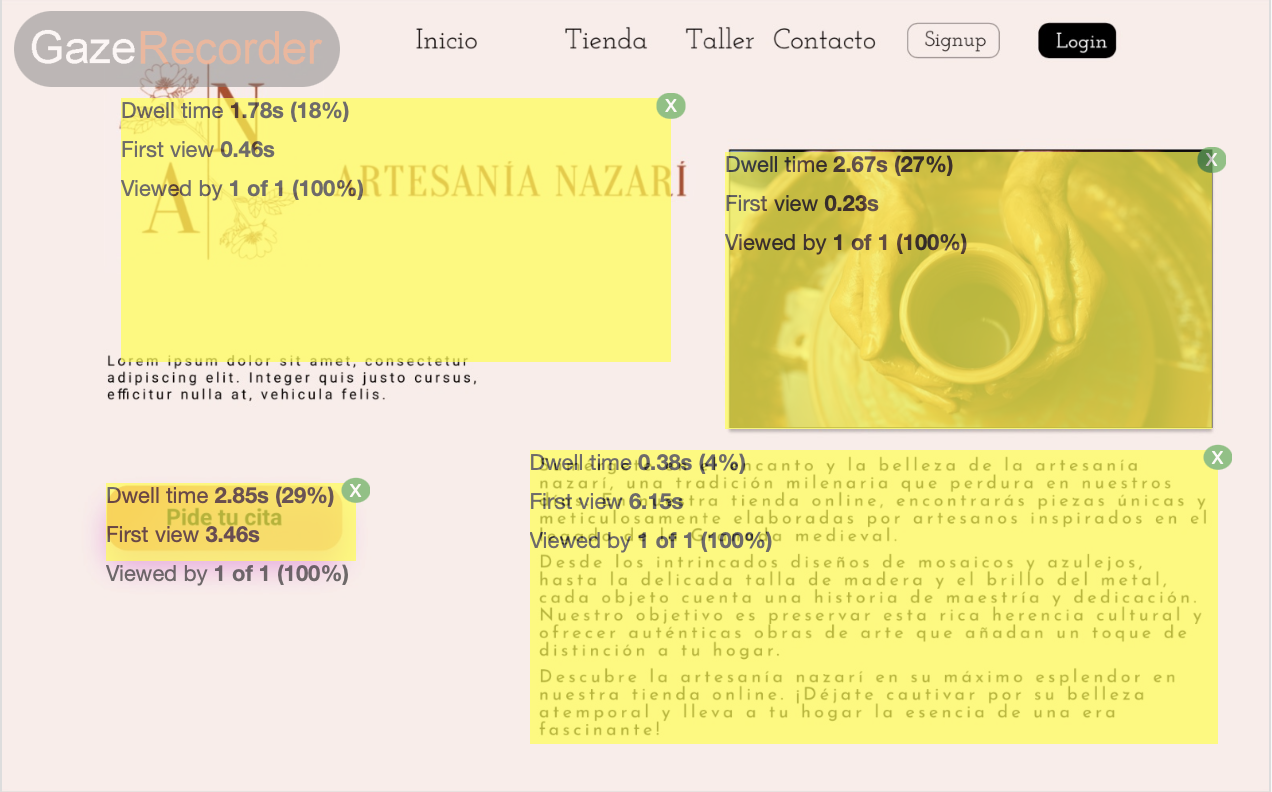 GazeRecorder
Inicio Tienda Taller Contacto Signup Login
N
A
ARTESANÍA NAZARÍ
Dwell time 1.78s (18%) X
First view 0.46s
Viewed by 1 of 1 (100%)
Dwell time 2.67s (27%) X
First view 0.23s
Viewed by 1 of 1 (100%)
Lorem ipsum dolor sit amet, consectetur
adipiscing elit. Integer quis justo cursus,
efficitur nulla at, vehicula felis.
Dwell time 2.85s (29%) X
Pide tu cita
First view 3.46s
Viewed by 1 of 1 (100%)
Dwell time 0.38s (4%) X
First view 6.15s
Viewed by 1 of 1 (100%)
encanto y la belleza de la artesanía
nazarí, una tradición milenaria que perdura en nuestros
tienda online, encontrarás piezas únicas y
meticulosamente elaboradas por artesanos inspirados en el
medieval.
Desde los intrincados diseños de mosaicos y azulejos,
hasta la delicada talla de madera y el brillo del metal,
cada objeto cuenta una historia de maestría y dedicación.
Nuestro objetivo es preservar esta rica herencia cultural y
ofrecer auténticas obras de arte que añadan un toque de
distinción a tu hogar.
Descubre la artesanía nazarí en su máximo esplendor en
nuestra tienda online. ¡Déjate cautivar por su belleza
atemporal y lleva a tu hogar la esencia de una era
fascinante!